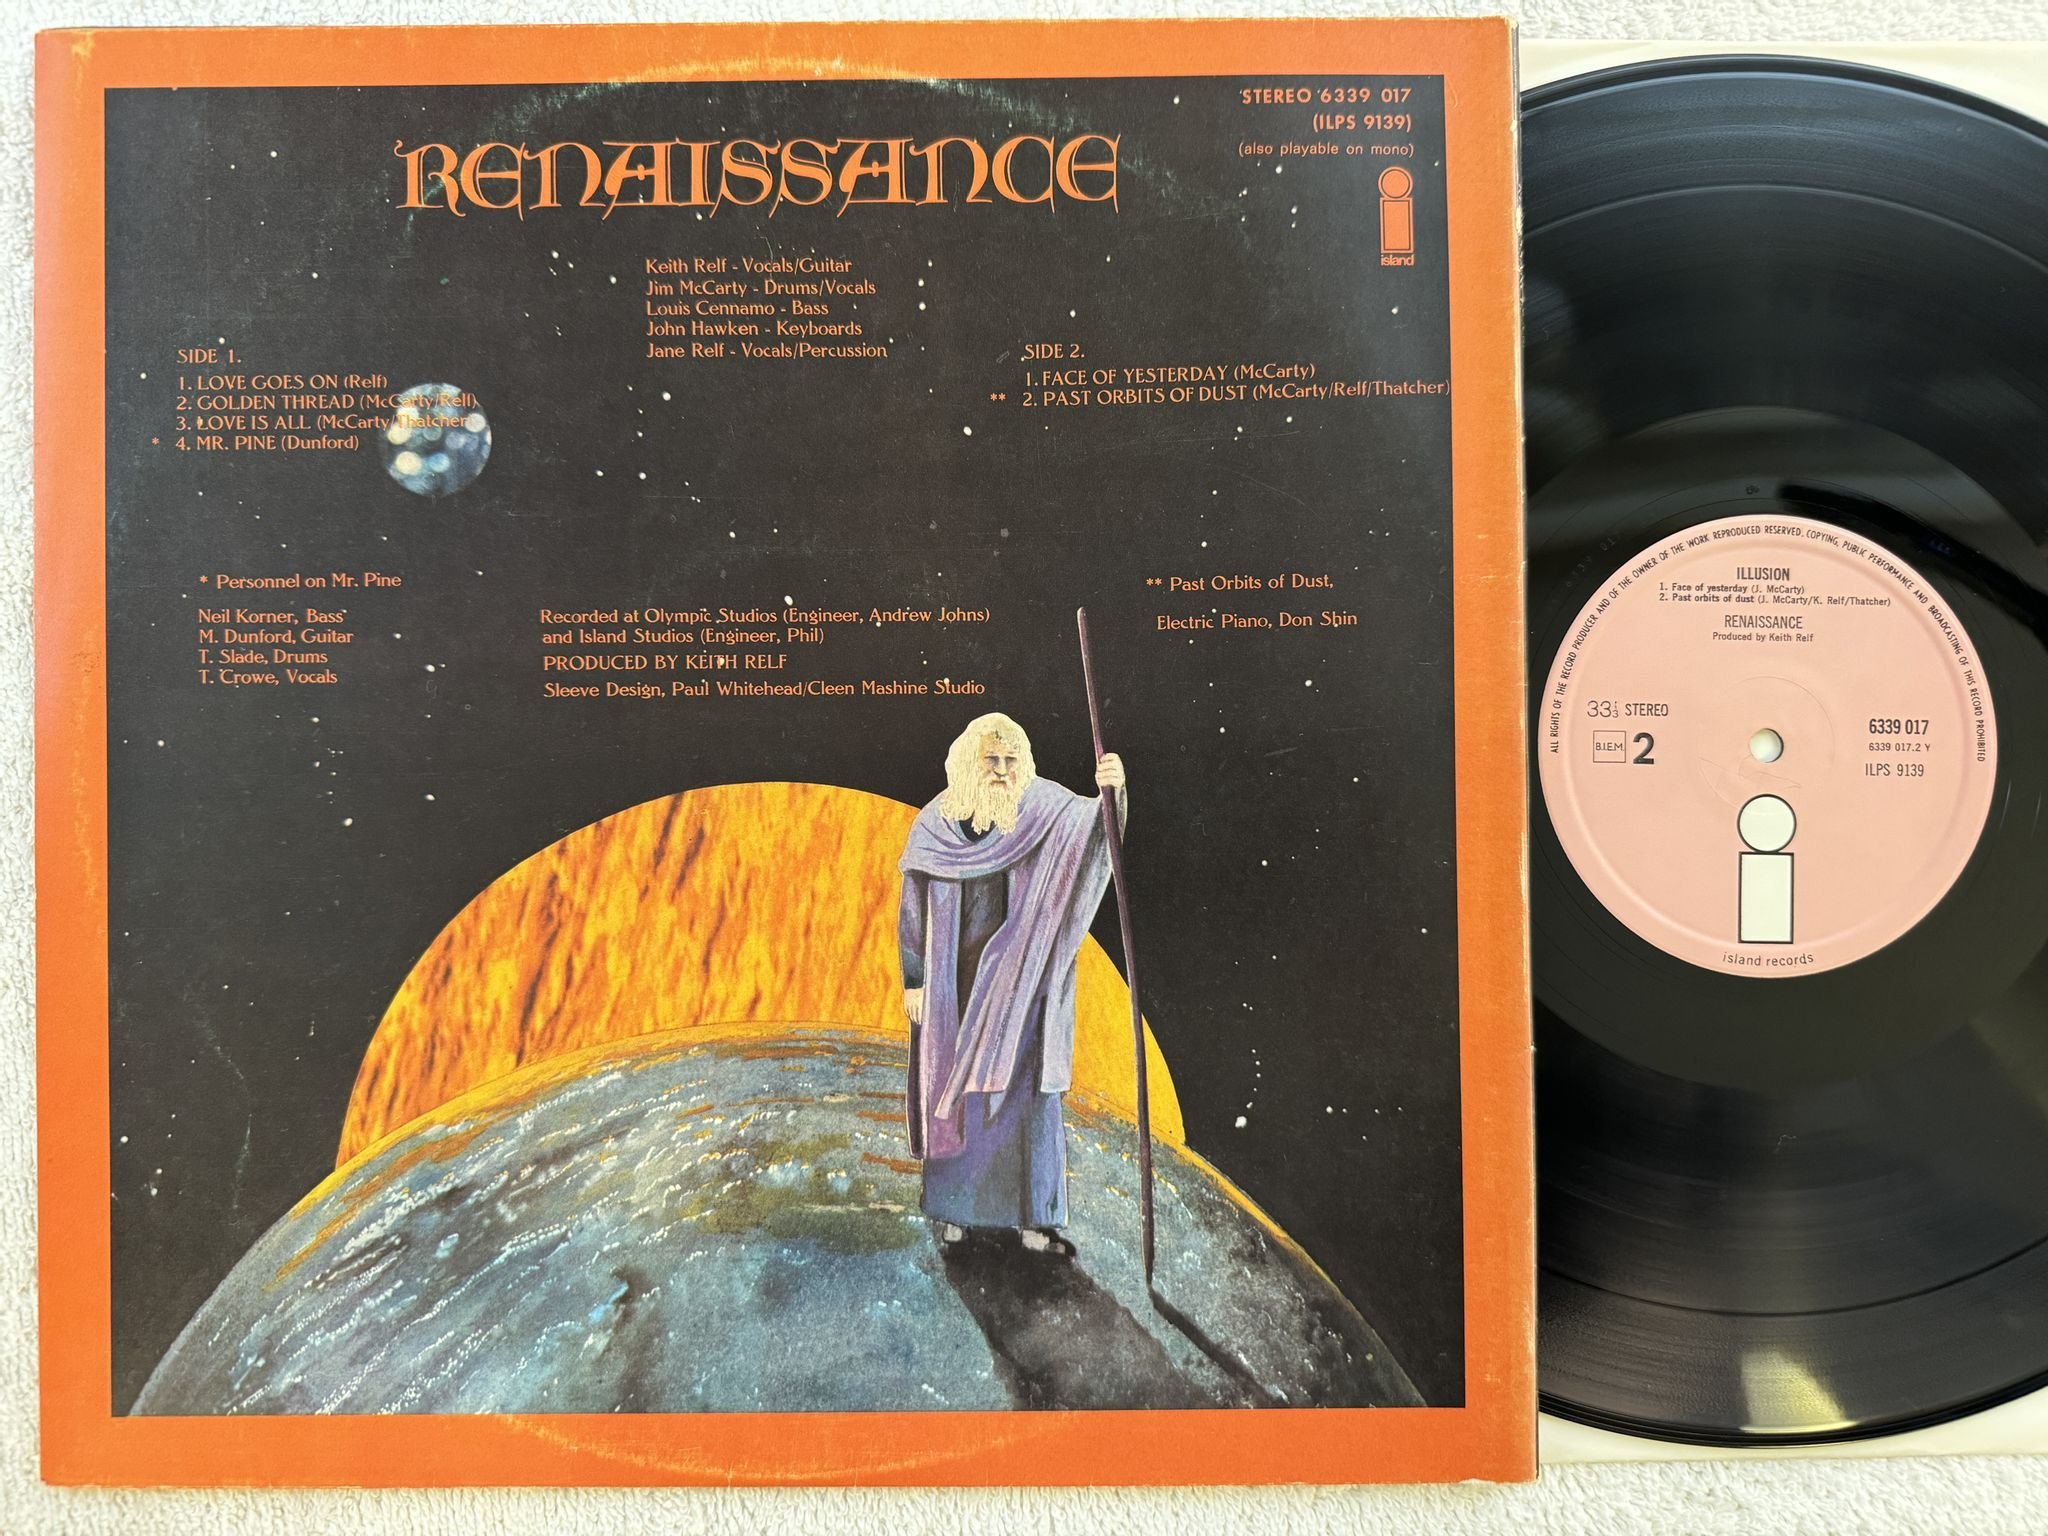 STEREO 6339 017
(ILPS 9139)
(also playable on mono)
island
RENAISSANCE
Keith Relf - Vocals/Guitar
Jim McCarty - Drums/Vocals
Louis Cennamo - Bass
John Hawken - Keyboards
Jane Relf - Vocals/Percussion
SIDE 1.
1. LOVE GOES ON (Relf)
2. GOLDEN THREAD (McCarty/Relf)
3. LOVE IS ALL (McCarty/Thatcher)
* 4. MR. PINE (Dunford)
SIDE 2.
1. FACE OF YESTERDAY (McCarty)
** 2. PAST ORBITS OF DUST (McCarty/Relf/Thatcher)
* Personnel on Mr. Pine
Neil Korner, Bass
M. Dunford, Guitar
T. Slade, Drums
T. Crowe, Vocals
Recorded at Olympic Studios (Engineer, Andrew Johns)
and Island Studios (Engineer, Phil)
PRODUCED BY KEITH RELF
Sleeve Design, Paul Whitehead/Cleen Mashine Studio
** Past Orbits of Dust,
Electric Piano, Don Shin
ALL RIGHTS OF THE RECORD PRODUCER AND OF THE OWNER OF THE WORK REPRODUCED RESERVED. COPYING, PUBLIC PERFORMANCE AND BROADCASTING OF THIS RECORD PROHIBITED
ILLUSION
1. Face of yesterday (J. McCarty)
2. Past orbits of dust (J. McCarty/K. Relf/Thatcher)
RENAISSANCE
Produced by Keith Relf
33 1/3 STEREO
B.I.E.M. 2
6339 017
6339 017.2 Y
ILPS 9139
island records